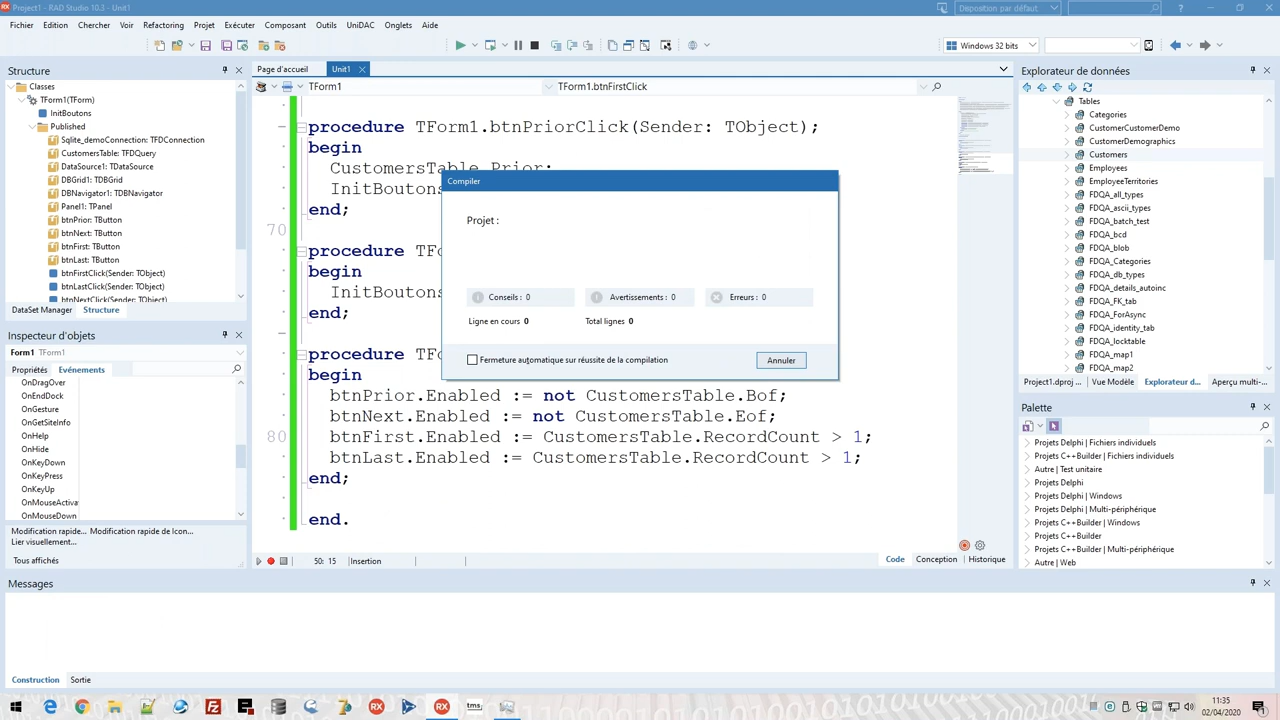 Project1 - RAD Studio 10.3 - Unit1
Disposition par défaut
Fichier Edition Chercher Voir Refactoring Projet Exécuter Composant Outils UniDAC Onglets Aide
Windows 32 bits
Structure
Classes
TForm1(TForm)
InitBoutons
Published
Sqlite_demoConnection: TFDConnection
CustomersTable: TFDQuery
DataSource1: TDataSource
DBGrid1: TDBGrid
DBNavigator1: TDBNavigator
Panel1: TPanel
btnPrior: TButton
btnNext: TButton
btnFirst: TButton
btnLast: TButton
btnFirstClick(Sender: TObject)
btnLastClick(Sender: TObject)
btnNextClick(Sender: TObject)
DataSet Manager Structure
Inspecteur d'objets
Form1 TForm1
Propriétés Evénements
OnDragOver
OnEndDock
OnGesture
OnGetSiteInfo
OnHelp
OnHide
OnKeyDown
OnKeyPress
OnKeyUp
OnMouseActiva
OnMouseDown
Modification rapide... Modification rapide de Icon...
Lier visuellement...
Tous affichés
Page d'accueil Unit1
TForm1 TForm1.btnFirstClick
(Sender: TObject);
begin
InitBoutons
end;
70
procedure TFo
begin
InitBoutons
end;
procedure TFo
begin
btnPrior.Enabled := not CustomersTable.Bof;
btnNext.Enabled := not CustomersTable.Eof;
80 btnFirst.Enabled := CustomersTable.RecordCount > 1;
btnLast.Enabled := CustomersTable.RecordCount > 1;
end;
end.
Compiler
Projet :
Conseils : 0 Avertissements : 0 Erreurs : 0
Ligne en cours 0 Total lignes 0
Fermeture automatique sur réussite de la compilation Annuler
50: 15 Insertion
Code Conception Historique
Explorateur de données
Tables
Categories
CustomerCustomerDemo
CustomerDemographics
Customers
Employees
EmployeeTerritories
FDQA_all_types
FDQA_ascii_types
FDQA_batch_test
FDQA_bcd
FDQA_blob
FDQA_Categories
FDQA_db_types
FDQA_details_autoinc
FDQA_FK_tab
FDQA_ForAsync
FDQA_identity_tab
FDQA_locktable
FDQA_map1
FDQA_map2
Project1.dproj ... Vue Modèle Explorateur d... Aperçu multi-...
Palette
Projets Delphi | Fichiers individuels
Projets C++Builder | Fichiers individuels
Autre | Test unitaire
Projets Delphi
Projets Delphi | Windows
Projets Delphi | Multi-périphérique
Projets C++Builder | Windows
Projets C++Builder
Projets C++Builder | Multi-périphérique
Autre | Web
Messages
Construction Sortie
tms
11:35
02/04/2020